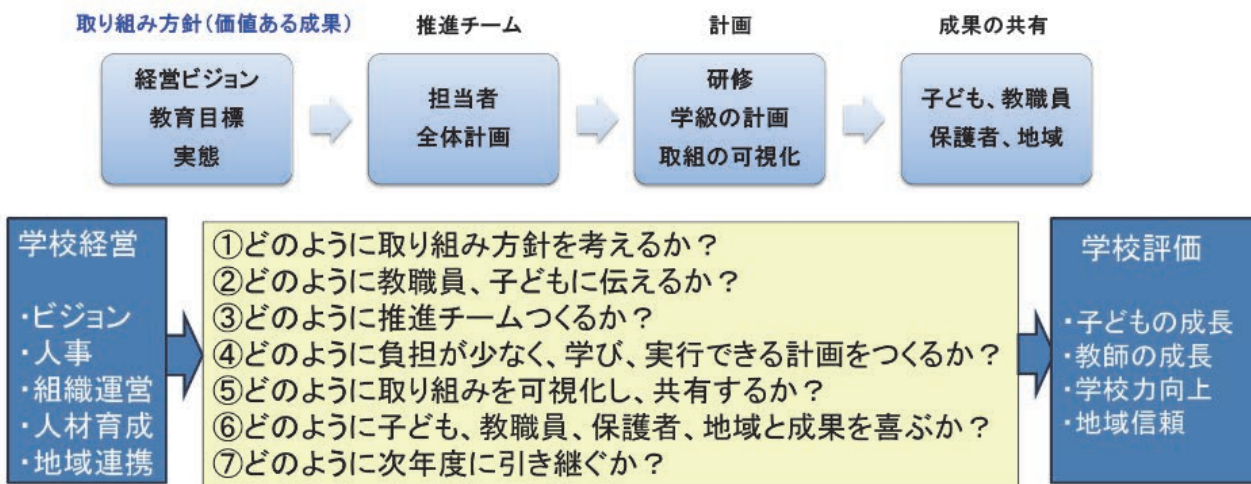 取り組み方針(価値ある成果)
経営ビジョン
教育目標
実態
推進チーム
担当者
全体計画
計画
研修
学級の計画
取組の可視化
成果の共有
子ども、教職員
保護者、地域
学校経営
・ビジョン
・人事
・組織運営
・人材育成
・地域連携
①どのように取り組み方針を考えるか？
②どのように教職員、子どもに伝えるか？
③どのように推進チームつくるか？
④どのように負担が少なく、学び、実行できる計画をつくるか？
⑤どのように取り組みを可視化し、共有するか？
⑥どのように子ども、教職員、保護者、地域と成果を喜ぶか？
⑦どのように次年度に引き継ぐか？
学校評価
・子どもの成長
・教師の成長
・学校力向上
・地域信頼